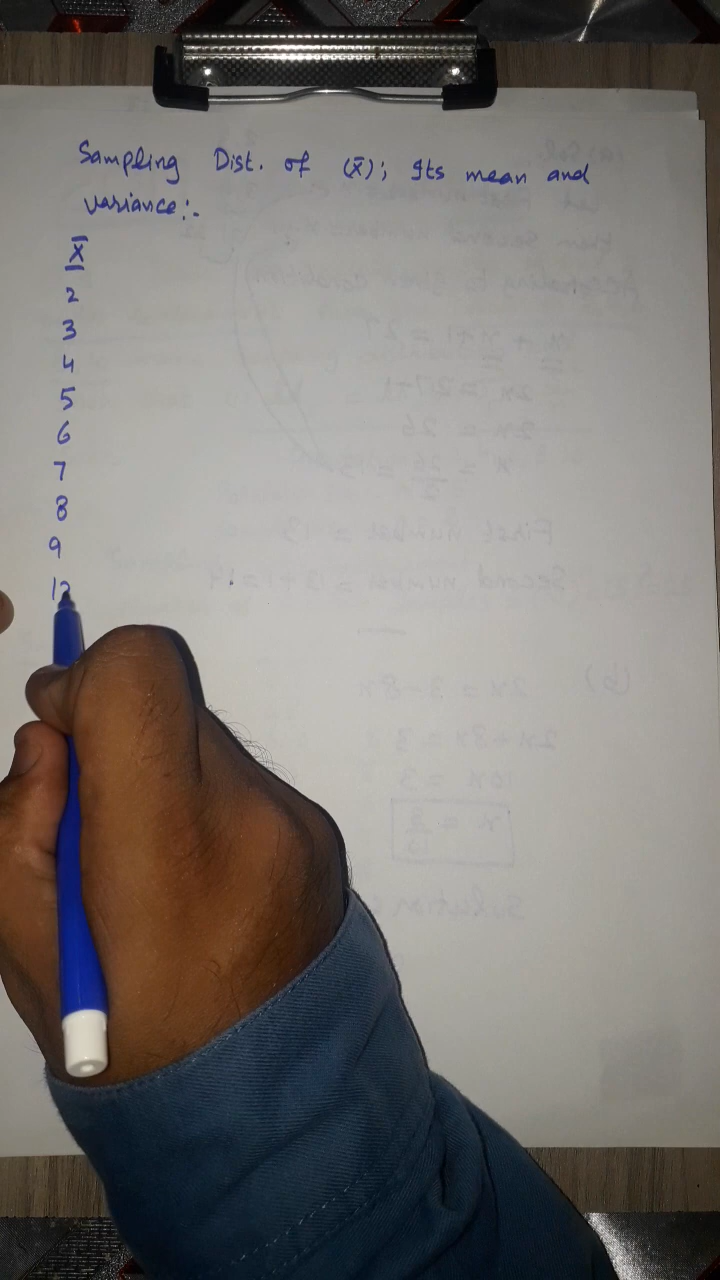 Sampling Dist. of (x̄); Its mean and
variance:-
X̄
2
3
4
5
6
7
8
9